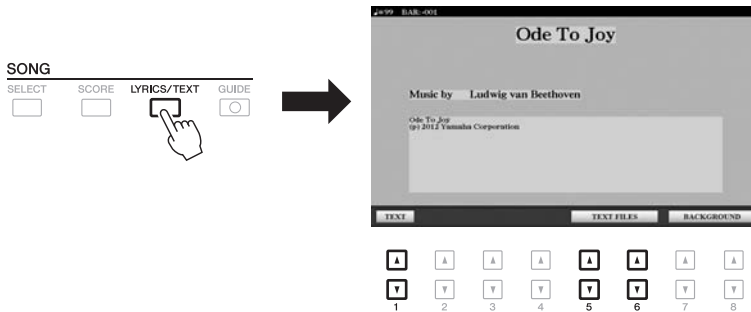 SONG
SELECT SCORE LYRICS/TEXT GUIDE
♩=99 BAR:-001
Ode To Joy
Music by Ludwig van Beethoven
Ode To Joy
(p) 2012 Yamaha Corporation
TEXT TEXT FILES BACKGROUND
1 2 3 4 5 6 7 8